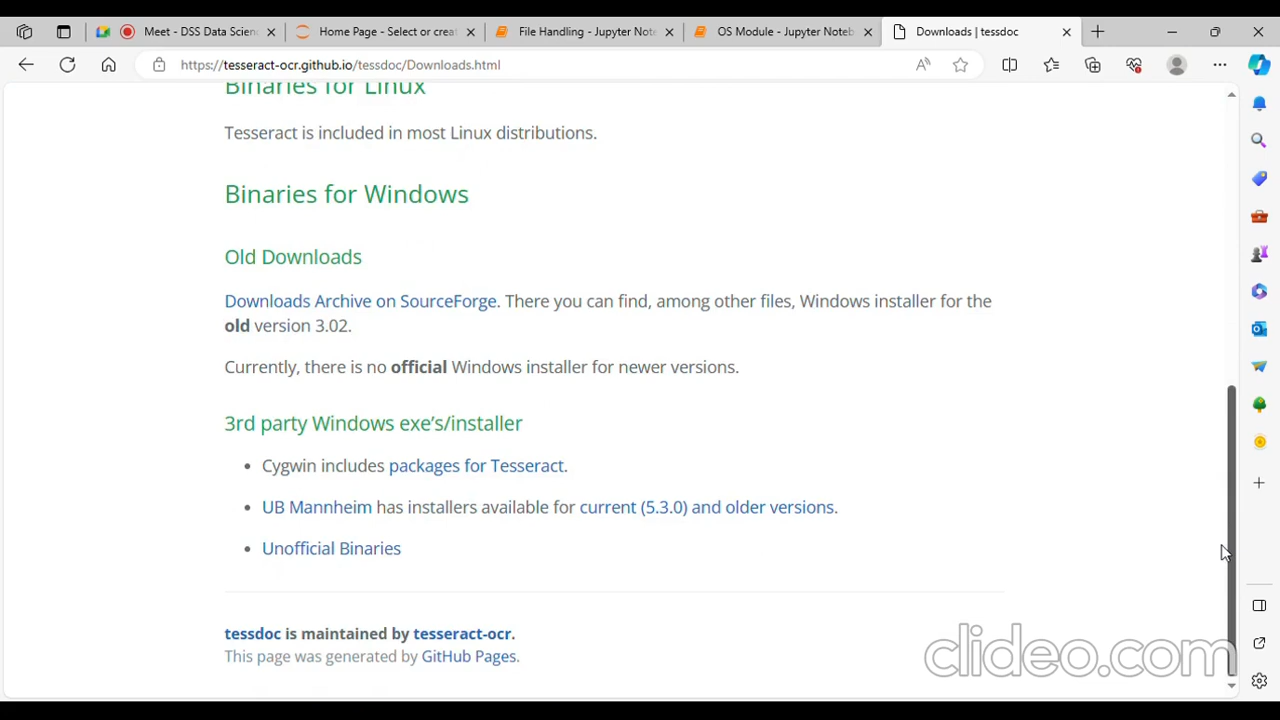 Meet - DSS Data Scien
Home Page - Select or creat
File Handling - Jupyter Note
OS Module - Jupyter Noteb
Downloads | tessdoc
https://tesseract-ocr.github.io/tessdoc/Downloads.html
Binaries for Linux
Tesseract is included in most Linux distributions.
Binaries for Windows
Old Downloads
Downloads Archive on SourceForge. There you can find, among other files, Windows installer for the
old version 3.02.
Currently, there is no official Windows installer for newer versions.
3rd party Windows exe’s/installer
Cygwin includes packages for Tesseract.
UB Mannheim has installers available for current (5.3.0) and older versions.
Unofficial Binaries
tessdoc is maintained by tesseract-ocr.
This page was generated by GitHub Pages.
clideo.com